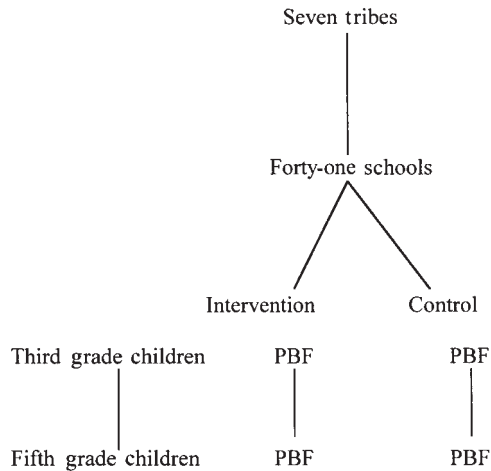 Seven tribes
Forty-one schools
Intervention Control
Third grade children PBF PBF
Fifth grade children PBF PBF